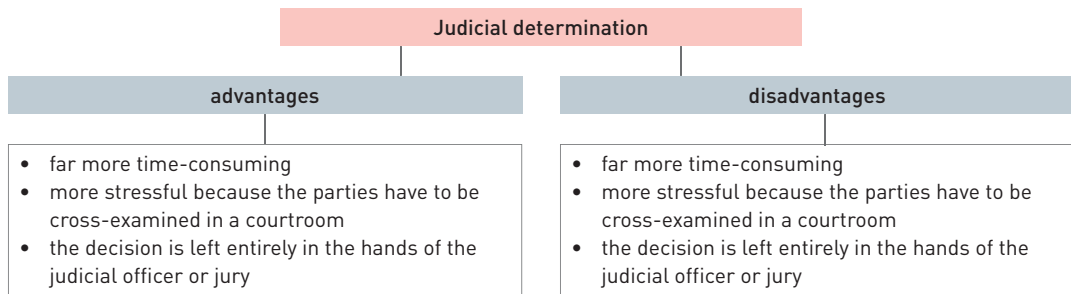 Judicial determination
advantages
disadvantages
• far more time-consuming
• more stressful because the parties have to be
cross-examined in a courtroom
• the decision is left entirely in the hands of the
judicial officer or jury
• far more time-consuming
• more stressful because the parties have to be
cross-examined in a courtroom
• the decision is left entirely in the hands of the
judicial officer or jury